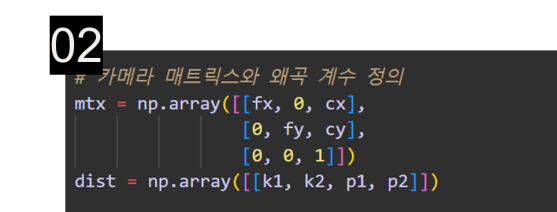 02
# 카메라 매트릭스와 왜곡 계수 정의
mtx = np.array([[fx, 0, cx],
[0, fy, cy],
[0, 0, 1]])
dist = np.array([[k1, k2, p1, p2]])